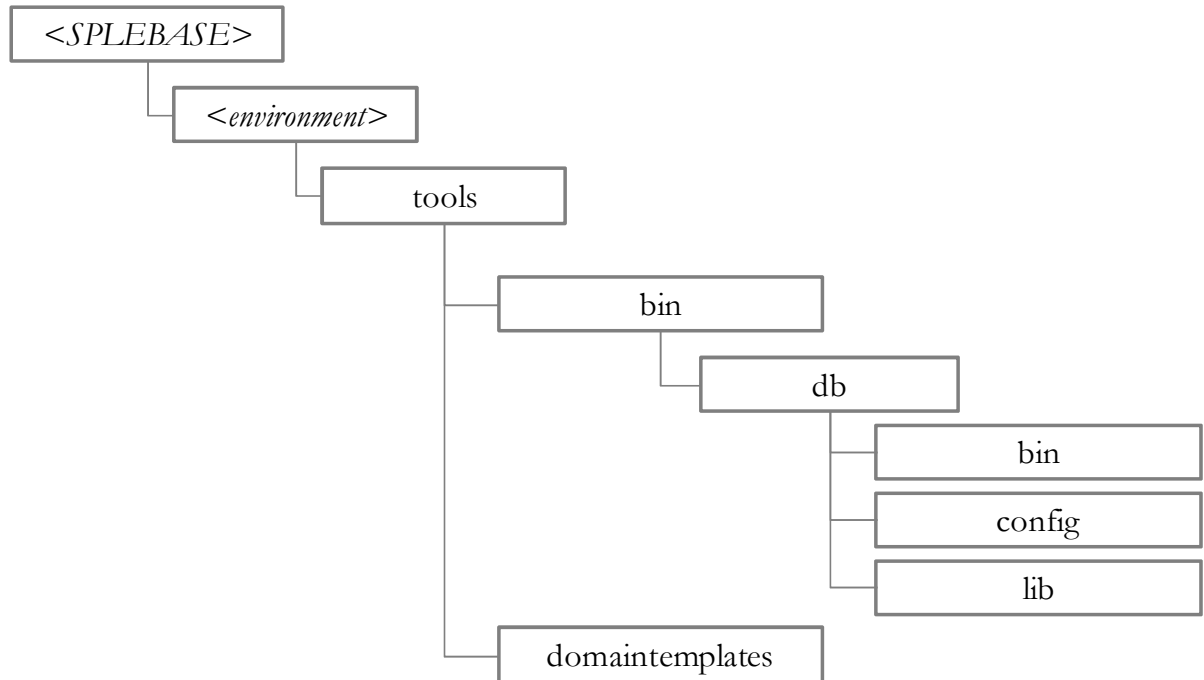 <SPLEBASE>
<environment>
tools
bin
db
bin
config
lib
domaintemplates